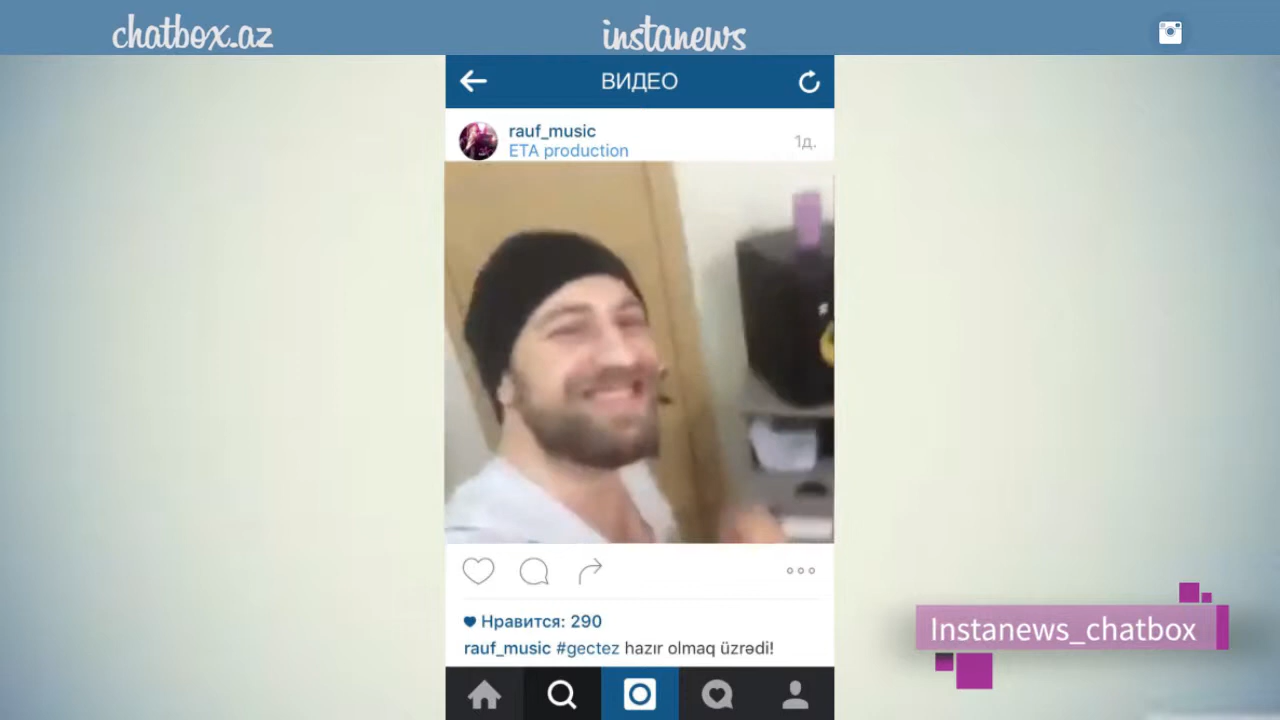 chatbox.az
instanews
ВИДЕО
rauf_music
ETA production
1д.
Нравится: 290
rauf_music #gectez hazır olmaq üzrədi!
Instanews_chatbox